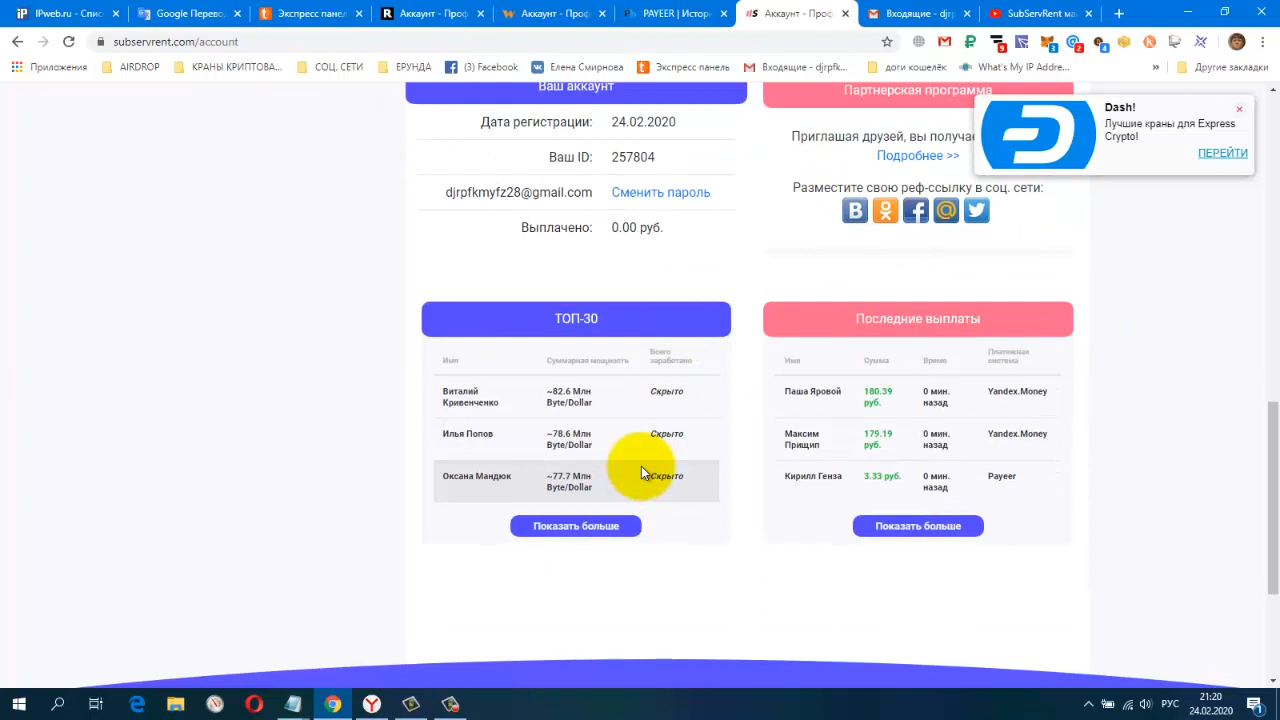 IPweb.ru - Спис
Google Перево
Экспресс панель
Аккаунт - Проф
Аккаунт - Проф
PAYEER | Истори
Аккаунт - Проф
Входящие - djrp
SubServRent ма
subservrent.com/account
9
3
2
4
Приложения
AIRDROP
КРАНЫ КРИПТОВА...
СОЦ. СЕТИ
ЕРУНДА
(3) Facebook
Елена Смирнова
Экспресс панель
Входящие - djrpfk...
доги кошелёк
What's My IP Addre...
»
Другие закладки
Ваш аккаунт
Партнерская программа
Dash!
Лучшие краны для Express
Crypto!
ПЕРЕЙТИ
Дата регистрации: 24.02.2020
Ваш ID: 257804
djrpfkmyfz28@gmail.com Сменить пароль
Выплачено: 0.00 руб.
Приглашая друзей, вы получа
Подробнее >>
Разместите свою реф-ссылку в соц. сети:
ТОП-30
Имя Суммарная мощность Всего заработано
Виталий Кривенченко ~82.6 Млн Byte/Dollar Скрыто
Илья Попов ~78.6 Млн Byte/Dollar Скрыто
Оксана Мандюк ~77.7 Млн Byte/Dollar Скрыто
Показать больше
Последние выплаты
Имя Сумма Время Платежная система
Паша Яровой 180.39 руб. 0 мин. назад Yandex.Money
Максим Прищип 179.19 руб. 0 мин. назад Yandex.Money
Кирилл Генза 3.33 руб. 0 мин. назад Payeer
Показать больше
РУС
21:20
24.02.2020